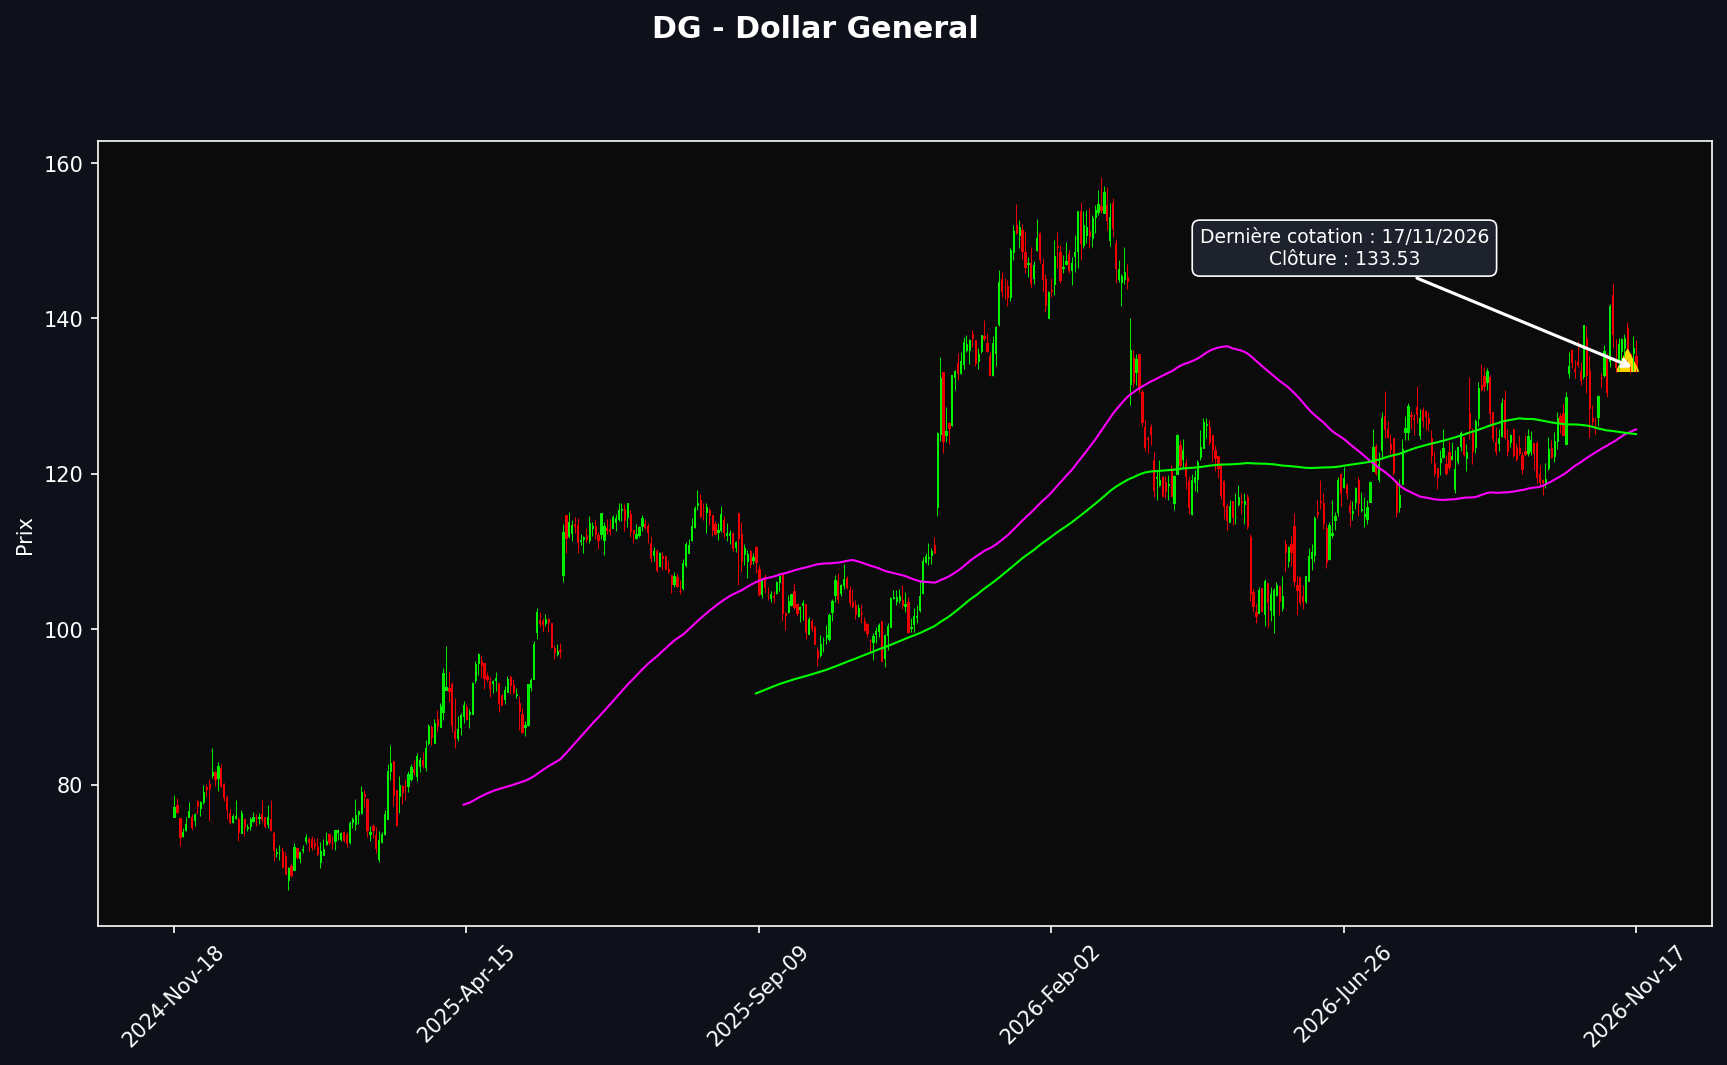 DG - Dollar General
Prix
160
140
120
100
80
Dernière cotation : 17/11/2026
Clôture : 133.53
2024-Nov-18
2025-Apr-15
2025-Sep-09
2026-Feb-02
2026-Jun-26
2026-Nov-17